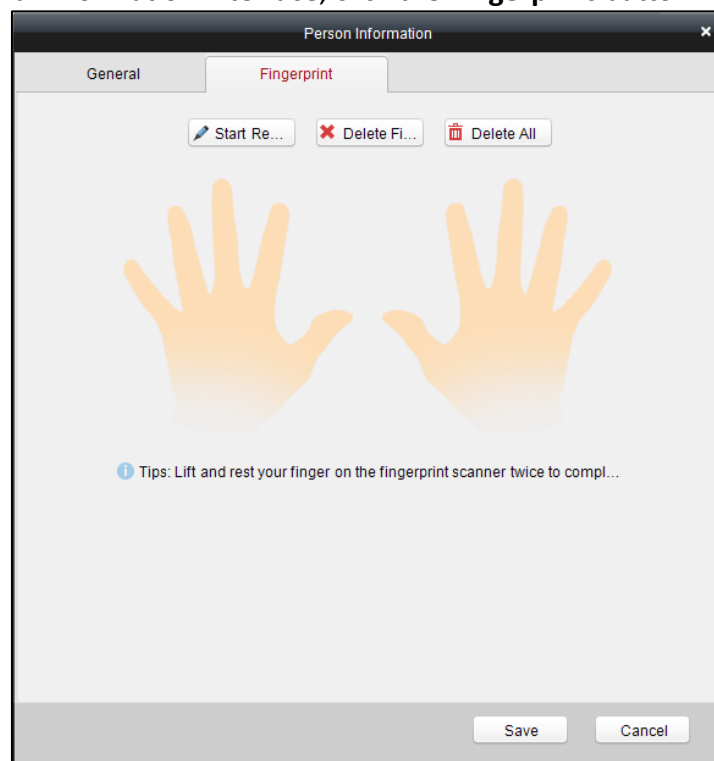 Person Information
General Fingerprint
Start Re... Delete Fi... Delete All
Tips: Lift and rest your finger on the fingerprint scanner twice to compl...
Save Cancel